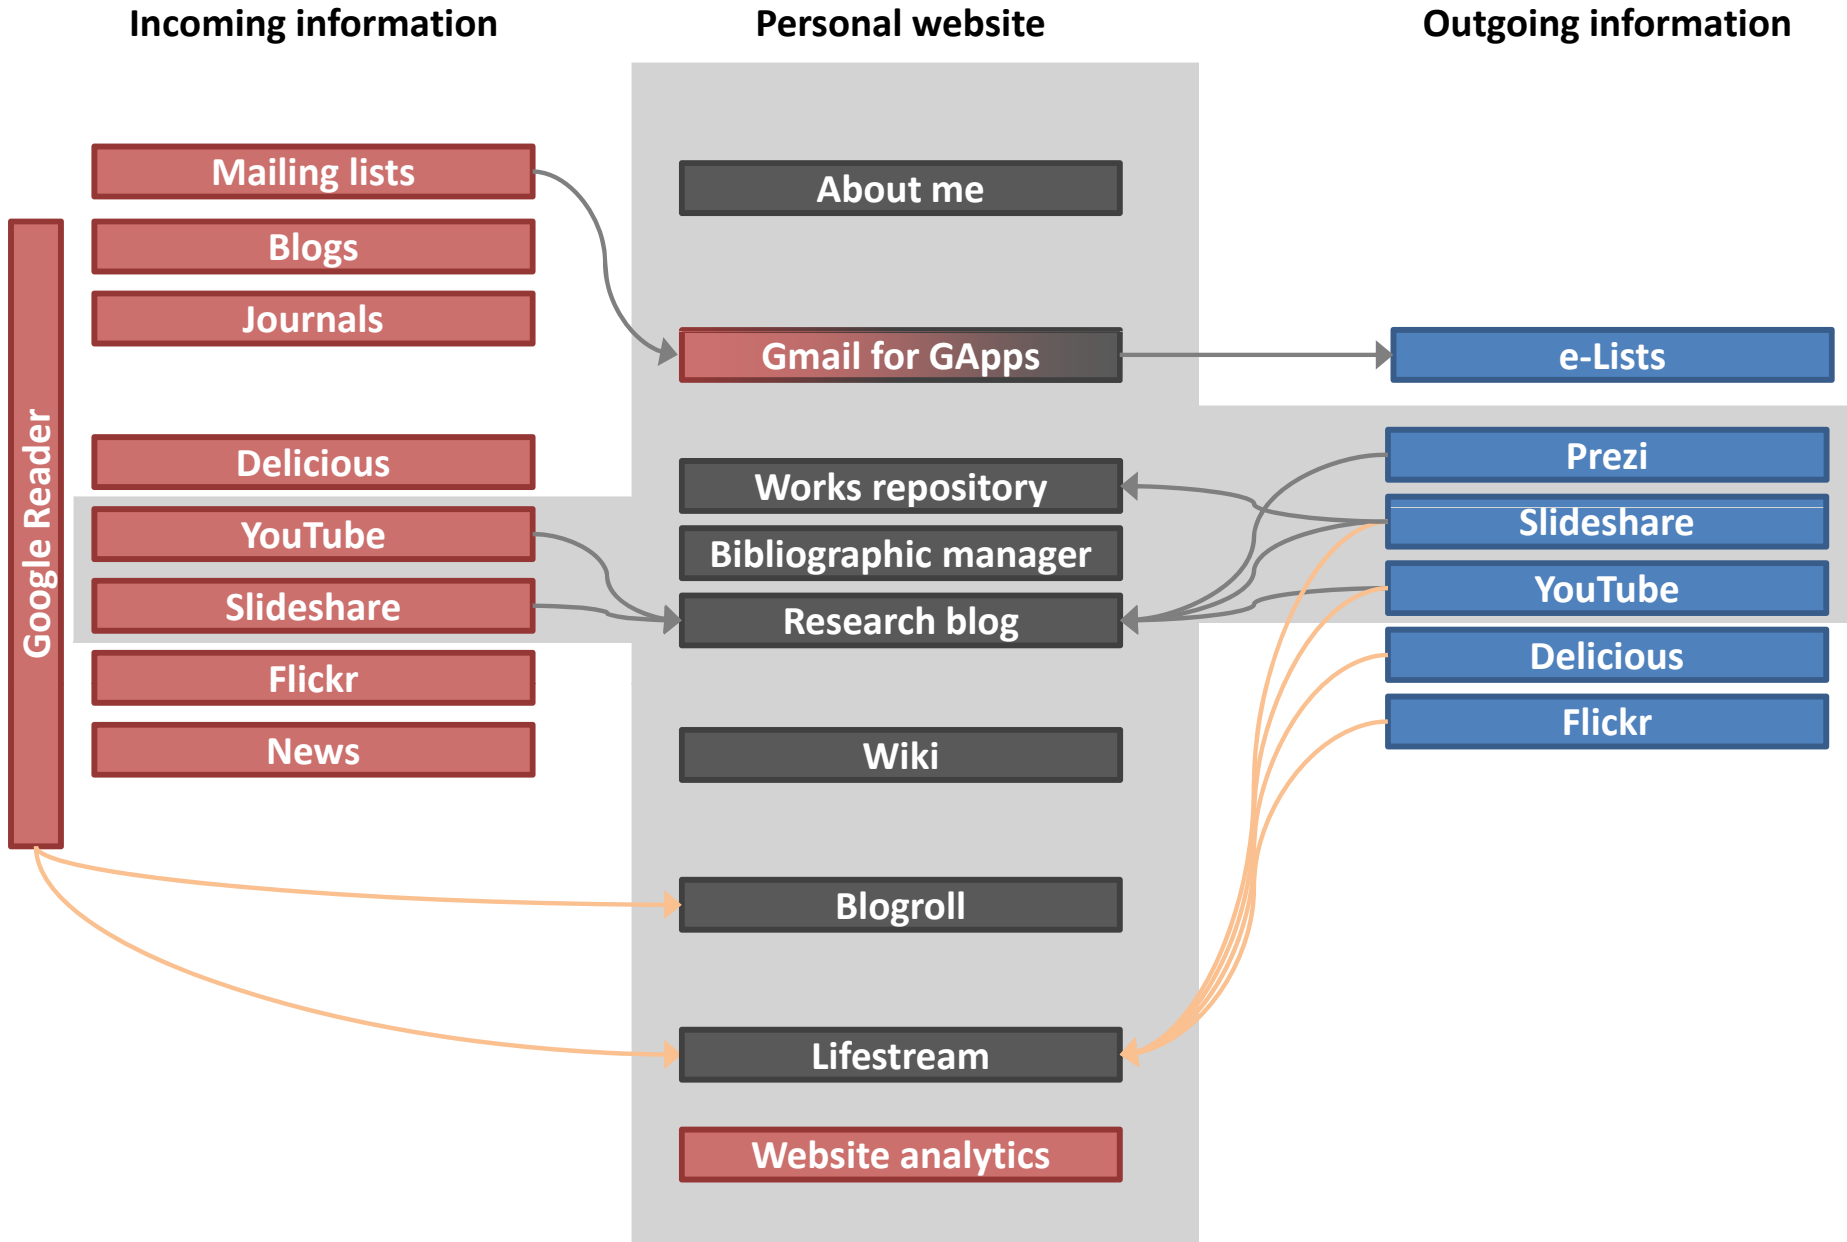 Incoming information
Personal website
Outgoing information
Google Reader
Mailing lists
Blogs
Journals
Delicious
YouTube
Slideshare
Flickr
News
About me
Gmail for GApps
Works repository
Bibliographic manager
Research blog
Wiki
Blogroll
Lifestream
Website analytics
e-Lists
Prezi
Slideshare
YouTube
Delicious
Flickr